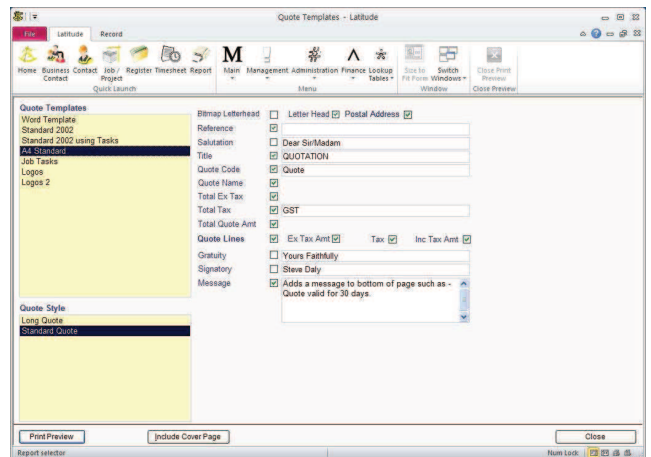 Quote Templates - Latitude
File Latitude Record
Home Business Contact Contact Job / Project Register Timesheet Report Main Management Administration Finance Lookup Tables Size to Fit Form Switch Windows Close Print Preview
Quick Launch Menu Window Close Preview
Quote Templates
Word Template
Standard 2002
Standard 2002 using Tasks
A4 Standard
Job Tasks
Logos
Logos 2
Quote Style
Long Quote
Standard Quote
Bitmap Letterhead Letter Head Postal Address
Reference
Salutation Dear Sir/Madam
Title QUOTATION
Quote Code Quote
Quote Name
Total Ex Tax
Total Tax GST
Total Quote Amt
Quote Lines Ex Tax Amt Tax Inc Tax Amt
Gratuity Yours Faithfully
Signatory Steve Daly
Message Adds a message to bottom of page such as -
Quote valid for 30 days.
Print Preview Include Cover Page Close
Report selector Num Lock